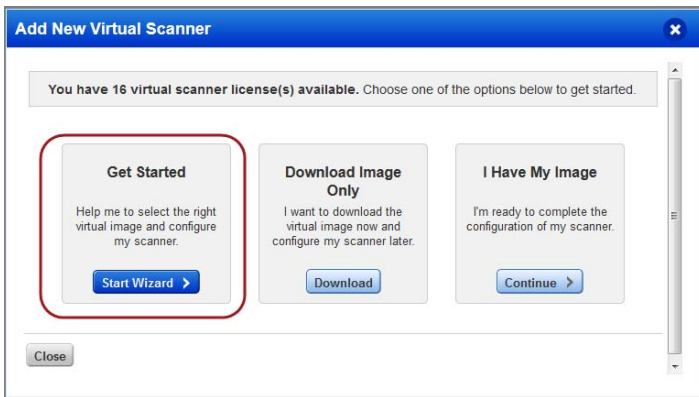 Add New Virtual Scanner
You have 16 virtual scanner license(s) available. Choose one of the options below to get started.
Get Started
Help me to select the right
virtual image and configure
my scanner.
Start Wizard
Download Image
Only
I want to download the
virtual image now and
configure my scanner later.
Download
I Have My Image
I'm ready to complete the
configuration of my scanner.
Continue
Close